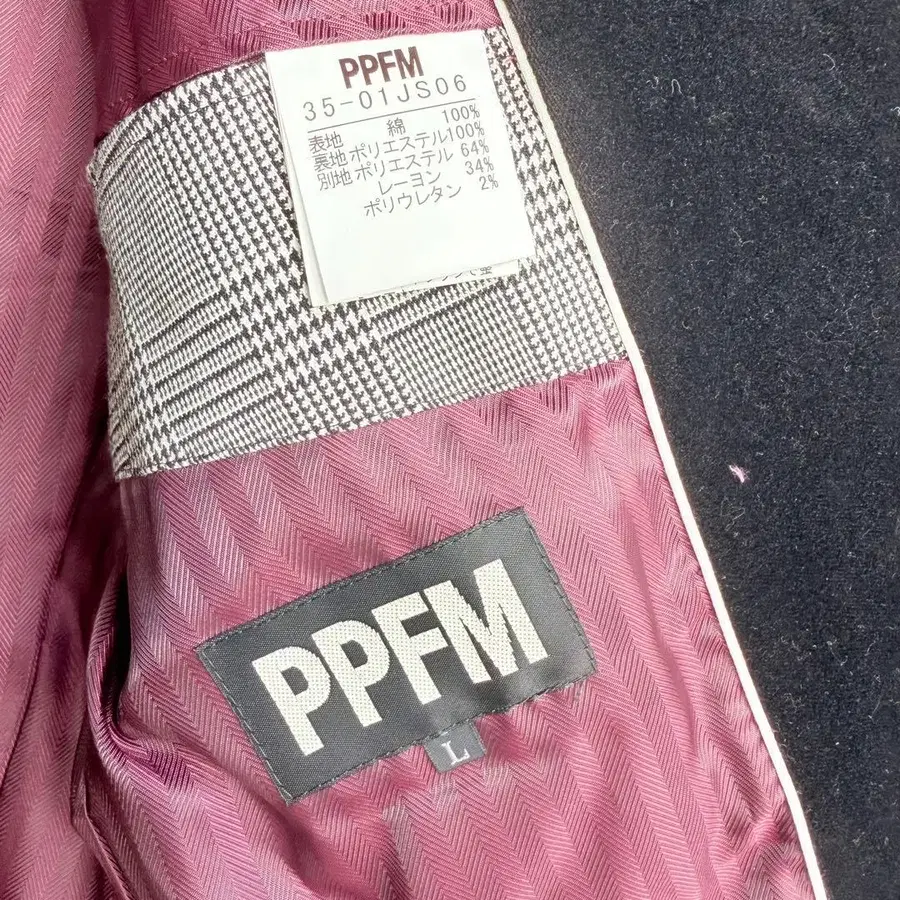 PPFM
35-01JS06
表地 綿 100%
裏地 ポリエステル100%
別地 ポリエステル 64%
レーヨン 34%
ポリウレタン 2%
PPFM
L